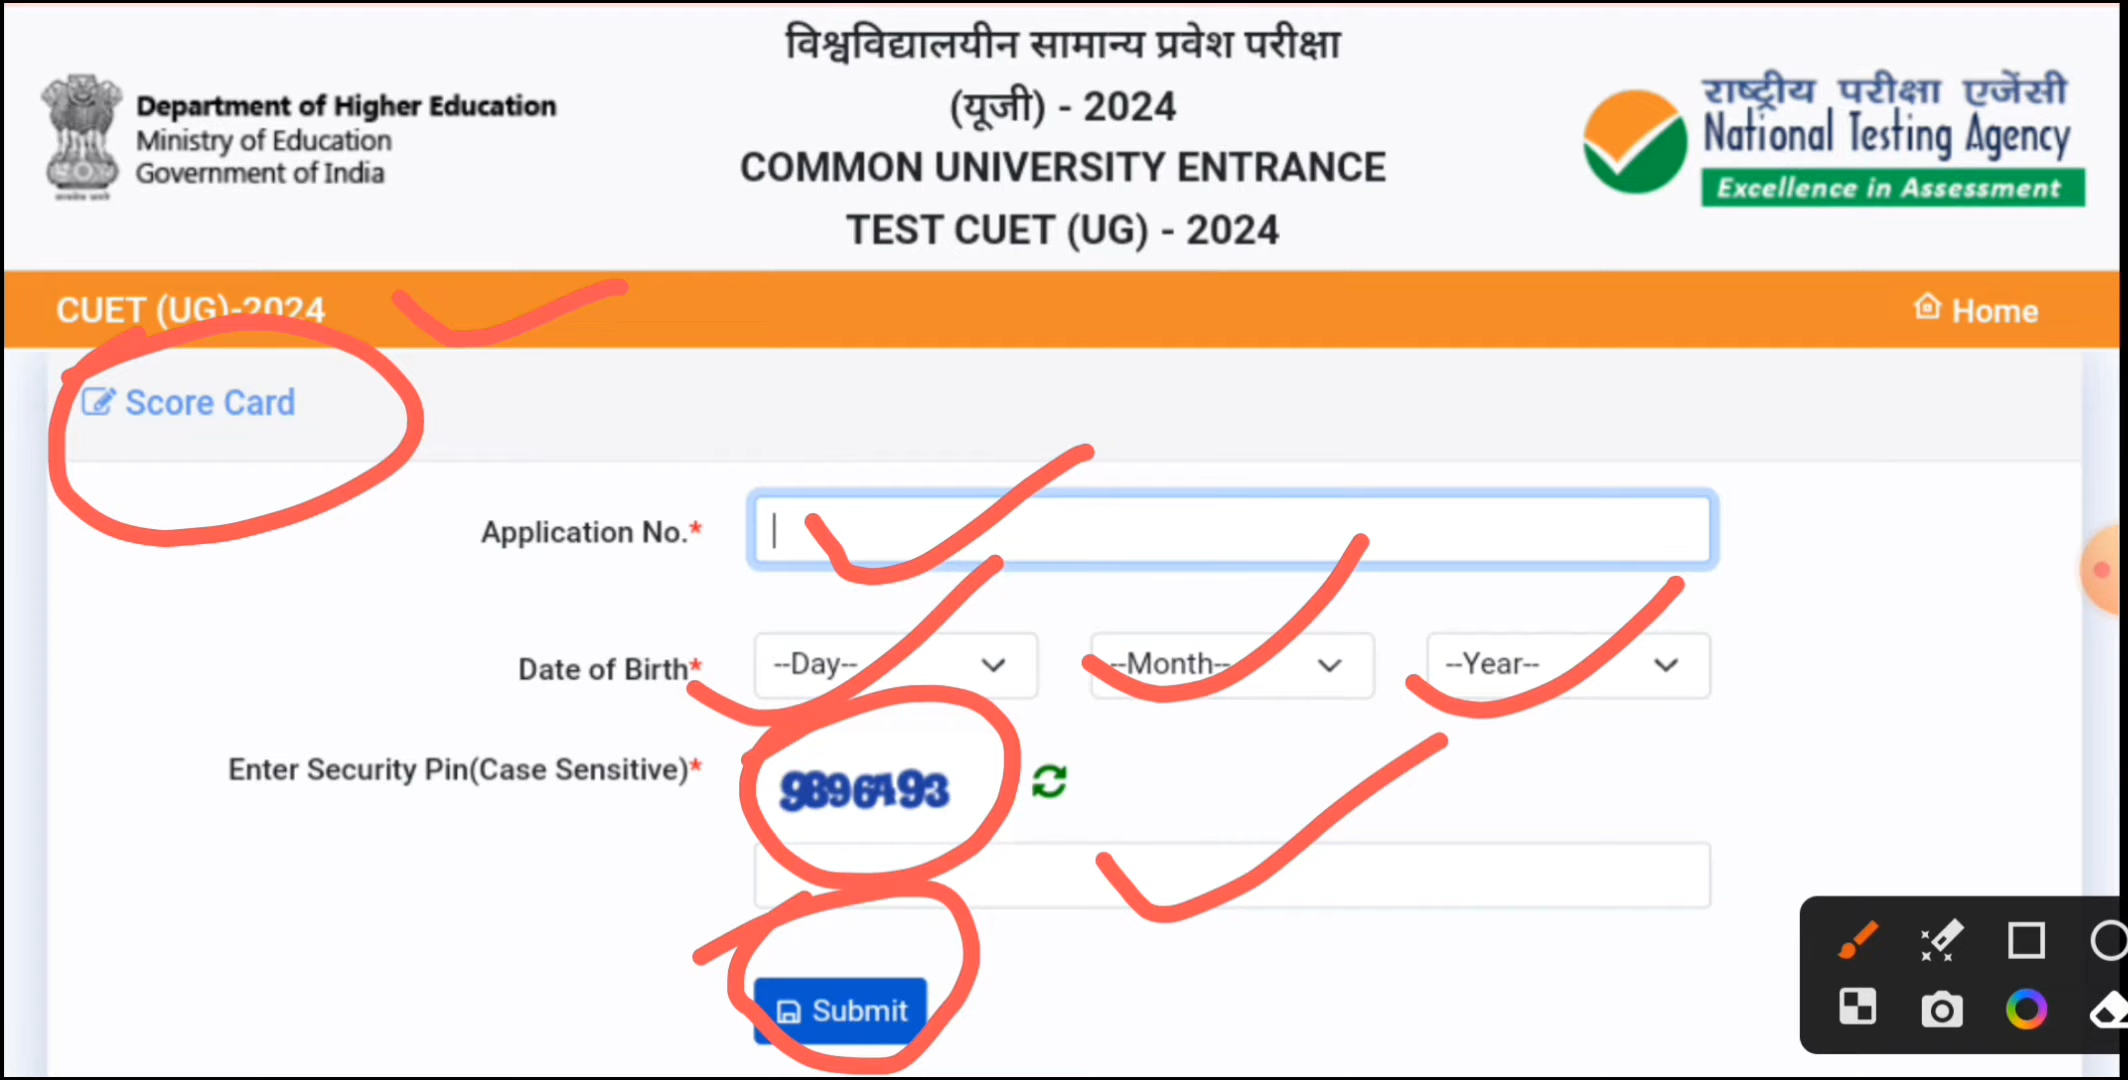 विश्वविद्यालयीन सामान्य प्रवेश परीक्षा
(यूजी) - 2024
COMMON UNIVERSITY ENTRANCE
TEST CUET (UG) - 2024
Department of Higher Education
Ministry of Education
Government of India
राष्ट्रीय परीक्षा एजेंसी
National Testing Agency
Excellence in Assessment
CUET (UG)-2024
Home
Score Card
Application No.*
Date of Birth*
--Day--
--Month--
--Year--
Enter Security Pin(Case Sensitive)*
Submit